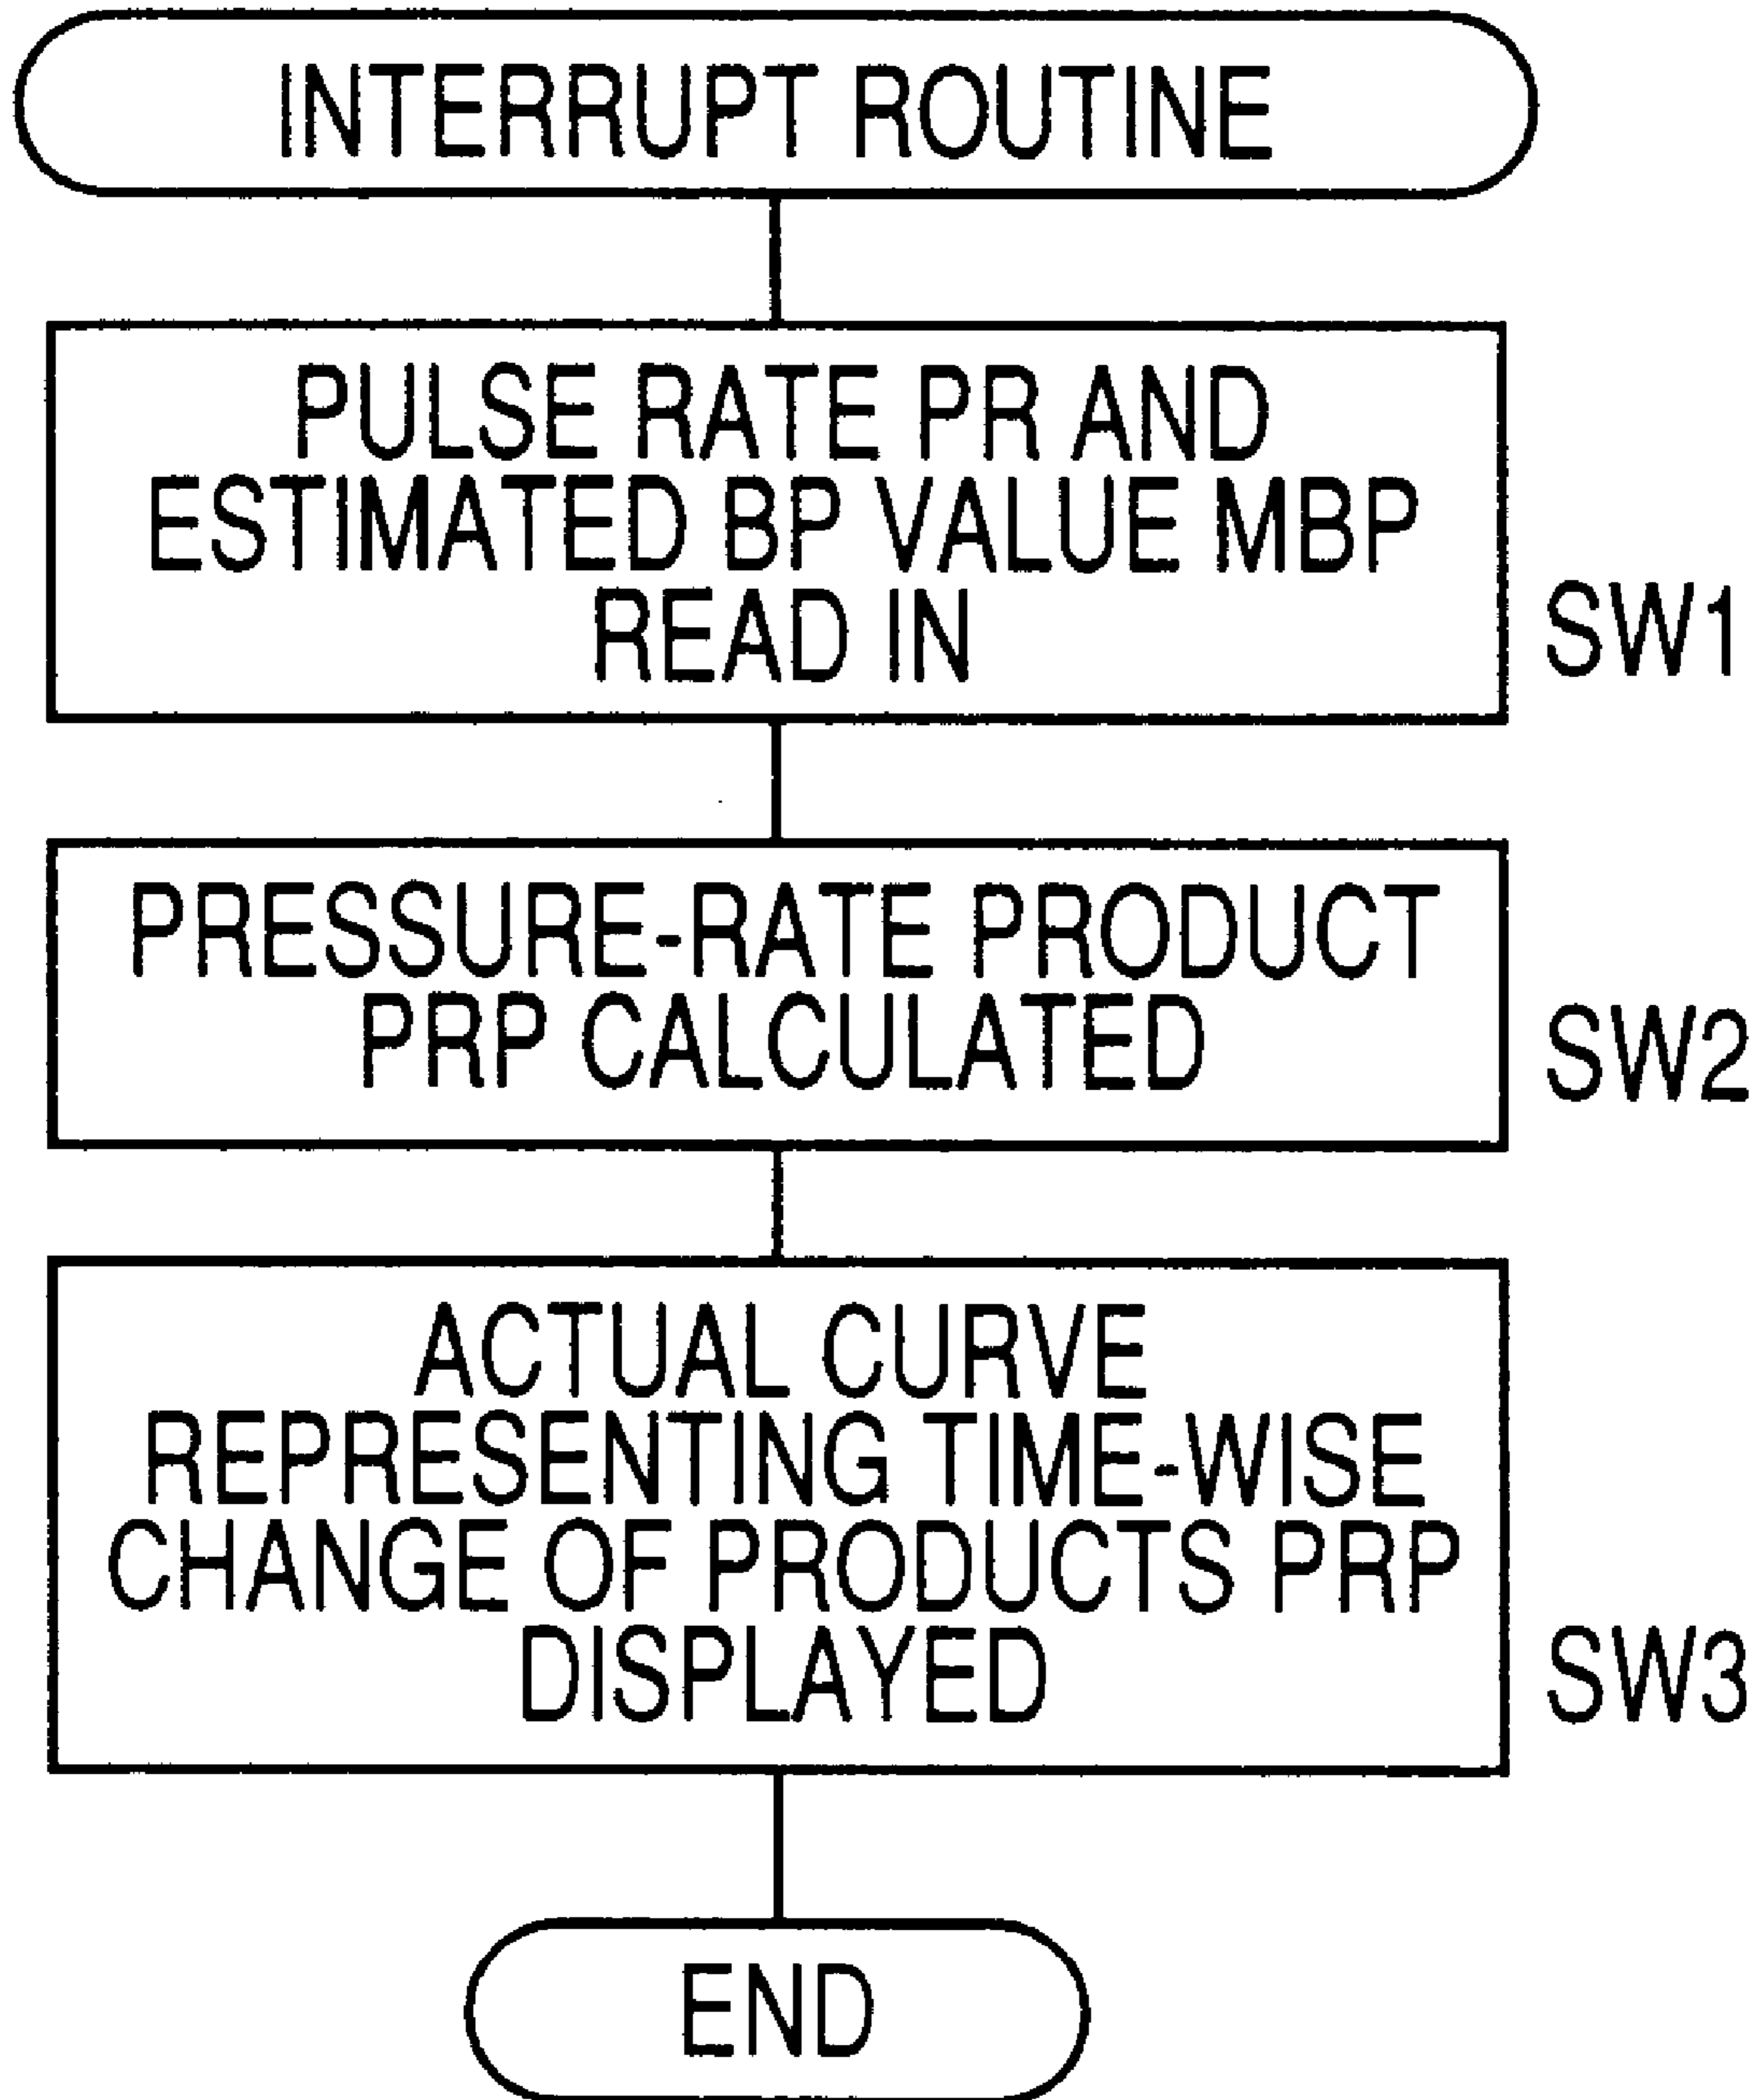 INTERRUPT ROUTINE
PULSE RATE PR AND
ESTIMATED BP VALUE MBP
READ IN
SW1
PRESSURE-RATE PRODUCT
PRP CALCULATED
SW2
ACTUAL CURVE
REPRESENTING TIME-WISE
CHANGE OF PRODUCTS PRP
DISPLAYED
SW3
END